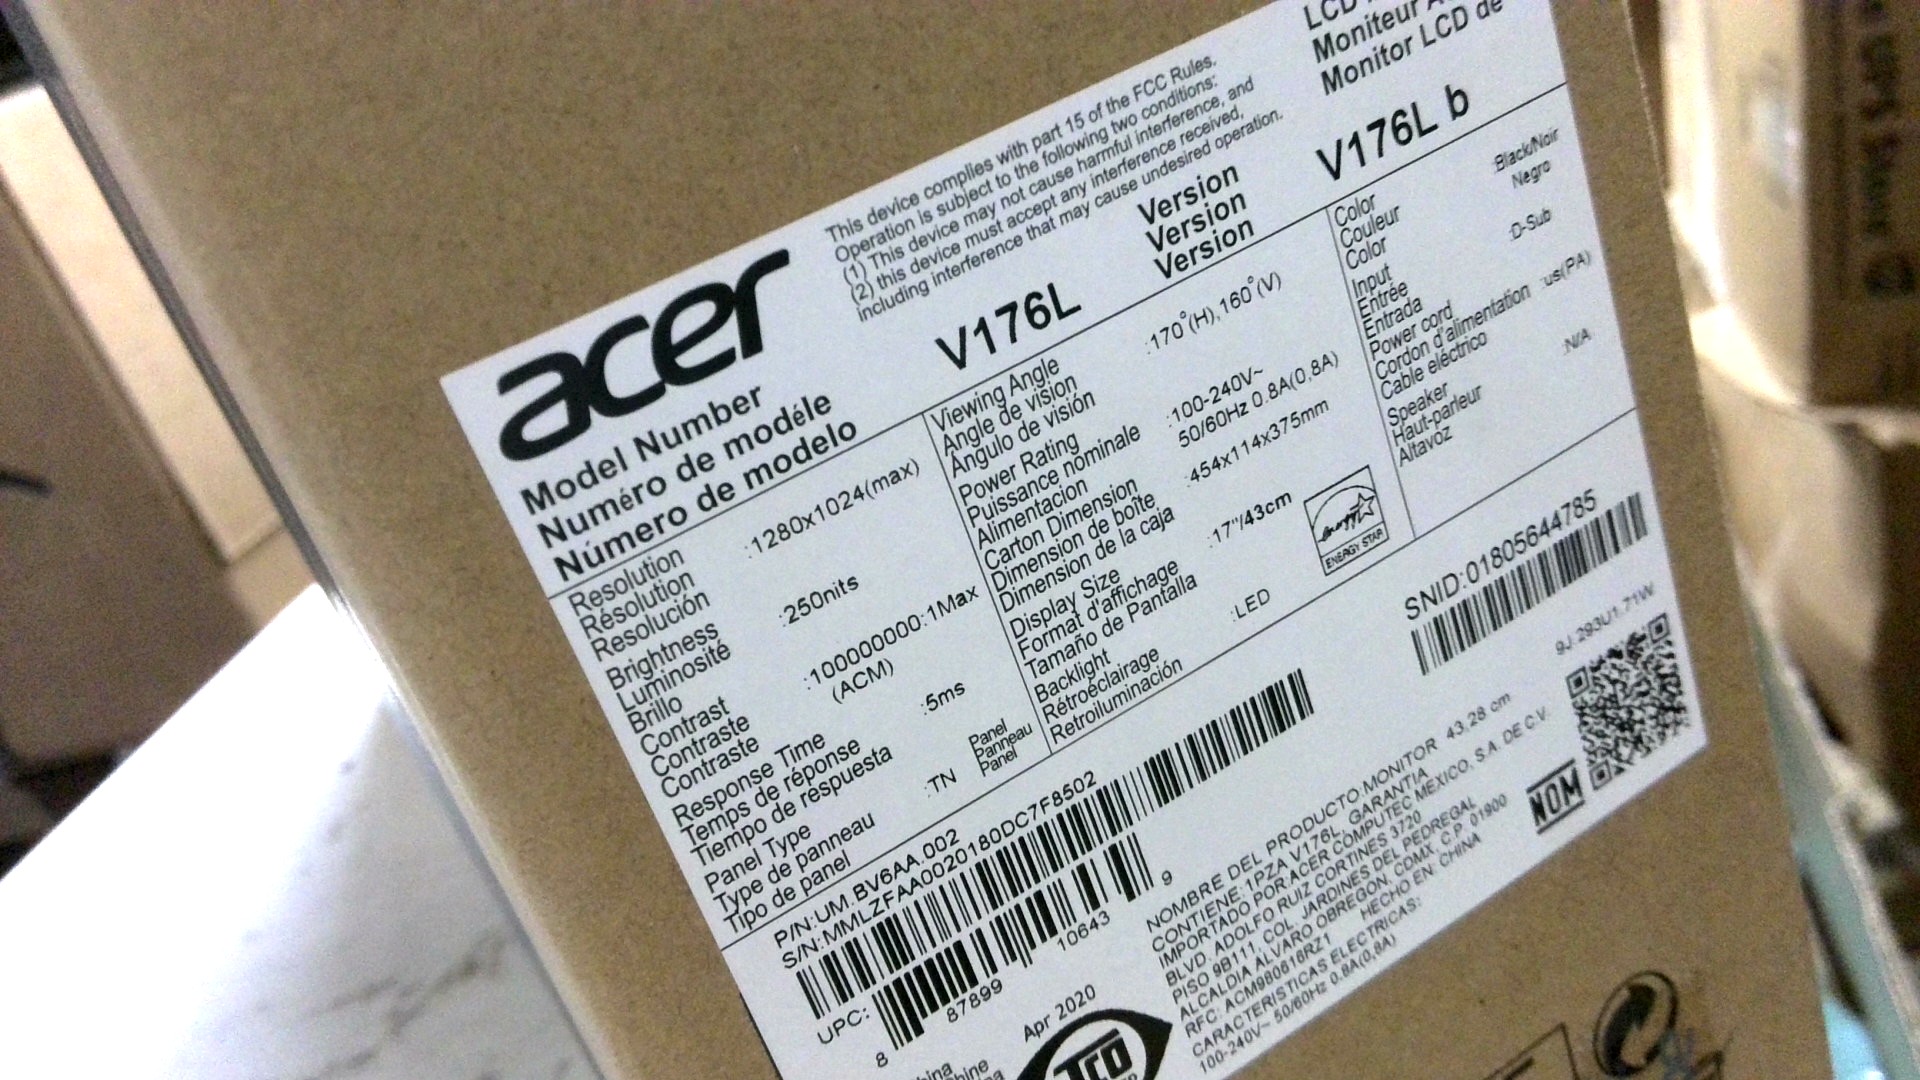 LCD
Moniteur
Monitor LCD de
This device complies with part 15 of the FCC Rules.
Operation is subject to the following two conditions:
(1) This device may not cause harmful interference, and
(2) this device must accept any interference received,
including interference that may cause undesired operation.
acer
Model Number
Numéro de modéle
Número de modelo
V176L
Version
Version
Version
V176L b
Resolution
Résolution
Resolución
:1280x1024(max)
Brightness
Luminosité
Brillo
:250nits
Contrast
Contraste
Contraste
:100000000:1Max
(ACM)
Response Time
Temps de réponse
Tiempo de respuesta
:5ms
Panel Type
Type de panneau
Tipo de panel
:TN
Panel
Panneau
Panel
Viewing Angle
Angle de vision
Ángulo de visión
:170°(H),160°(V)
Power Rating
Puissance nominale
Alimentacion
:100-240V~
50/60Hz 0.8A(0,8A)
Carton Dimension
Dimension de boîte
Dimension de la caja
:454x114x375mm
Display Size
Format d'affichage
Tamaño de Pantalla
:17"/43cm
Backlight
Rétroéclairage
Retroiluminación
:LED
ENERGY STAR
Color
Couleur
Color
:Black/Noir
Negro
Input
Entrée
Entrada
:D-Sub
Power cord
Cordon d'alimentation
Cable eléctrico
:us(PA)
Speaker
Haut-parleur
Altavoz
:N/A
P/N:UM.BV6AA.002
S/N:MMLZFAA0020180DC7F8502
SNID:01805644785
9J.293U1.71W
UPC:
8 87899 10643 9
Apr 2020
TCO
NOMBRE DEL PRODUCTO:MONITOR 43,28 cm
CONTIENE:1PZA V176L, GARANTIA
IMPORTADO POR:ACER COMPUTEC MEXICO, S.A. DE C.V.
BLVD. ADOLFO RUIZ CORTINES 3720
PISO 9B111, COL. JARDINES DEL PEDREGAL
ALCALDIA ALVARO OBREGON, CDMX, C.P. 01900
RFC: ACM980618RZ1 HECHO EN: CHINA
CARACTERISTICAS ELECTRICAS:
100-240V~ 50/60Hz 0.8A(0,8A)
NOM